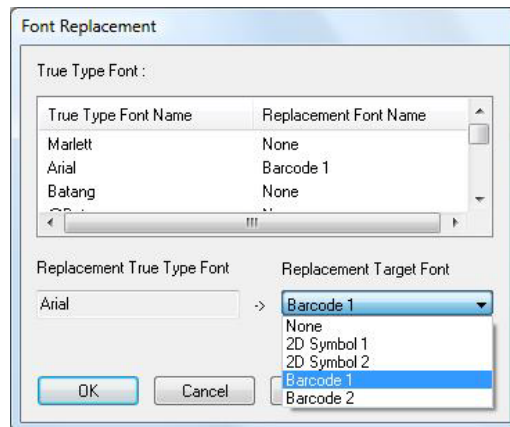 Font Replacement
True Type Font :
True Type Font Name Replacement Font Name
Marlett None
Arial Barcode 1
Batang None
Replacement True Type Font Replacement Target Font
Arial -> Barcode 1
None
2D Symbol 1
2D Symbol 2
Barcode 1
Barcode 2
OK Cancel